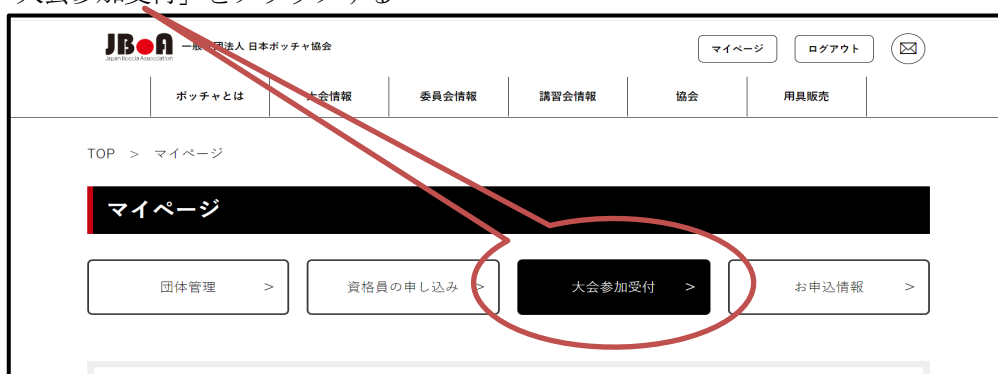 大会参加受付」をクリックする
JBoA 一般社団法人 日本ボッチャ協会
Japan Boccia Association
マイページ ログアウト
ボッチャとは 大会情報 委員会情報 講習会情報 協会 用具販売
TOP > マイページ
マイページ
団体管理 > 資格員の申し込み > 大会参加受付 > お申込情報 >